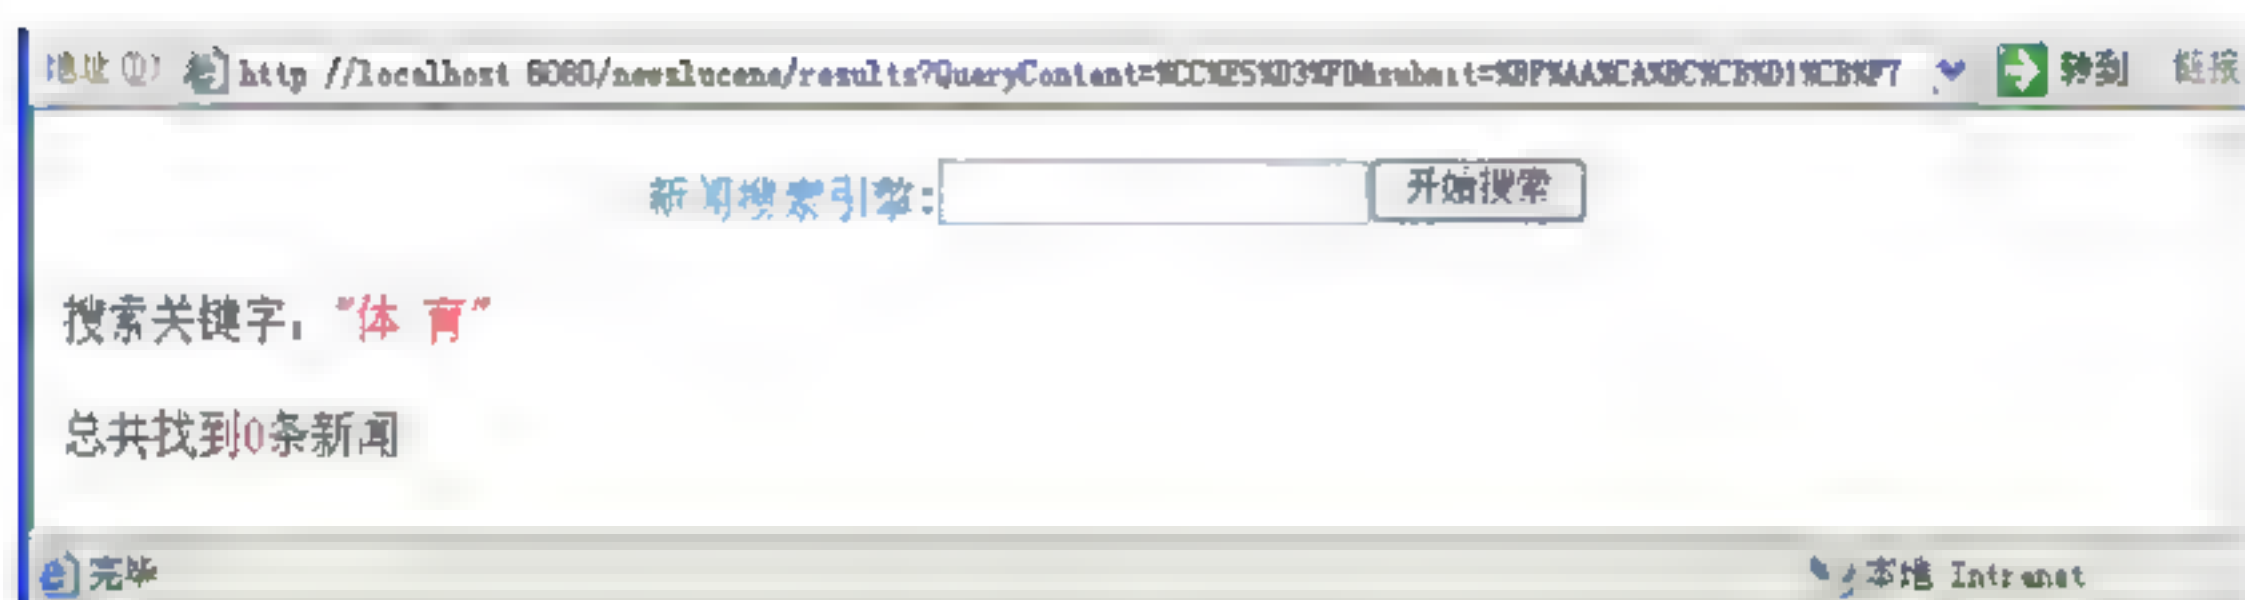 地址(D) http://localhost:8080/newslucene/results?QueryContent=%CC%E5%D3%FD&submit=%BF%AA%CA%BC%CB%D1%CB%F7 转到 链接
新闻搜索引擎: 开始搜索
搜索关键字: "体 育"
总共找到0条新闻
完毕 本地 Intranet